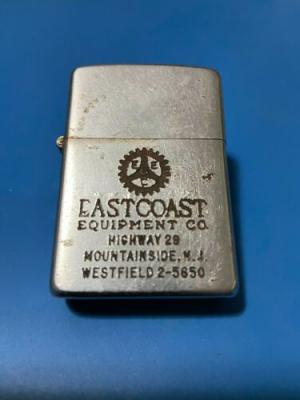 E E
C
EASTCOAST
EQUIPMENT CO.
HIGHWAY 29
MOUNTAINSIDE, N.J.
WESTFIELD 2-5650